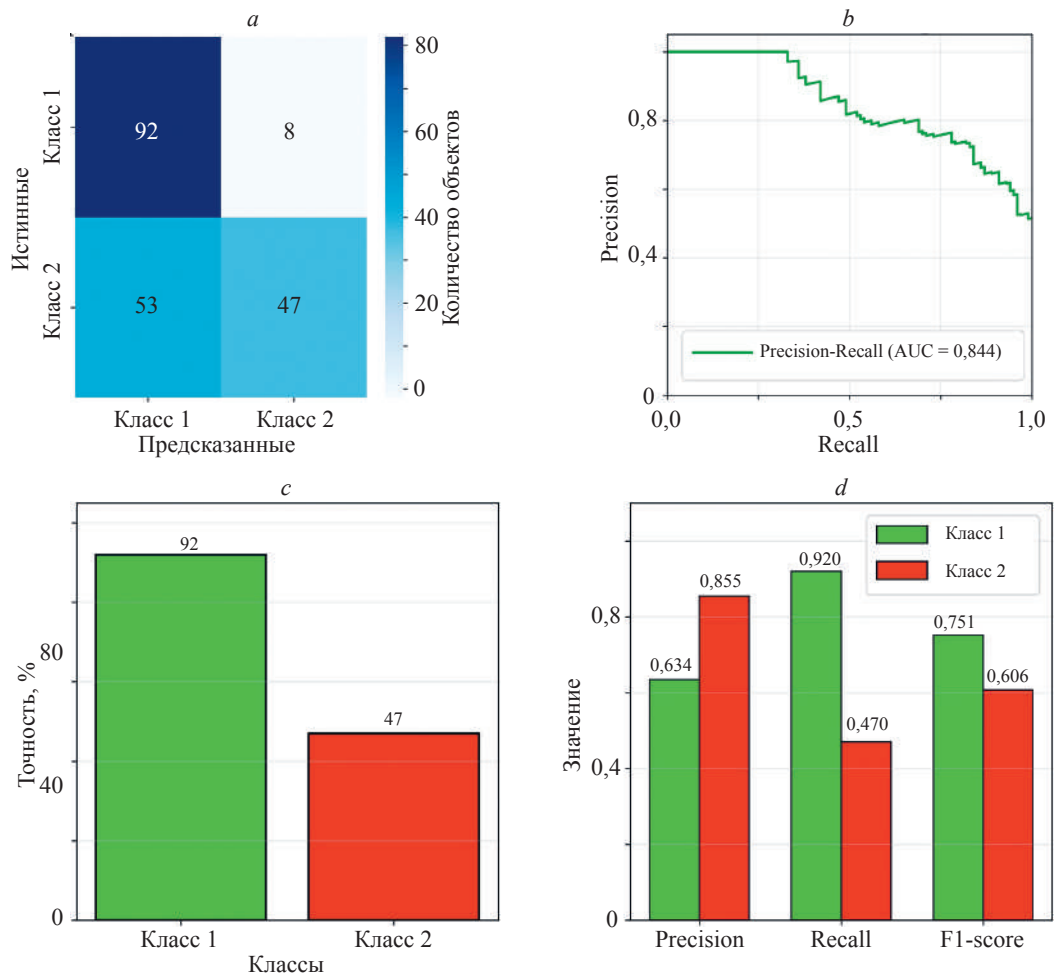 a
Истинные
Класс 1
Класс 2
92
8
53
47
Класс 1
Класс 2
Предсказанные
80
60
40
20
0
Количество объектов
b
Precision
0,8
0,4
0
Precision-Recall (AUC = 0,844)
0,0
0,5
1,0
Recall
c
Точность, %
80
40
0
92
47
Класс 1
Класс 2
Классы
d
Значение
0,8
0,4
0
Класс 1
Класс 2
0,634
0,855
0,920
0,470
0,751
0,606
Precision
Recall
F1-score